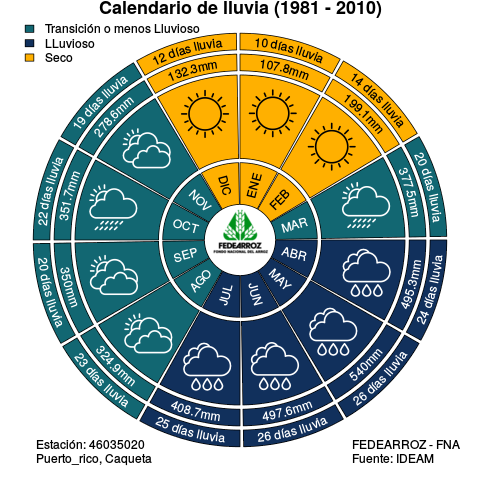 Calendario de lluvia (1981 - 2010)
Transición o menos Lluvioso
LLuvioso
Seco
10 días lluvia
107.8mm
ENE
14 días lluvia
199.1mm
FEB
20 días lluvia
377.5mm
MAR
24 días lluvia
495.3mm
ABR
26 días lluvia
540mm
MAY
26 días lluvia
497.6mm
JUN
25 días lluvia
408.7mm
JUL
23 días lluvia
324.9mm
AGO
20 días lluvia
350mm
SEP
22 días lluvia
351.7mm
OCT
19 días lluvia
278.6mm
NOV
12 días lluvia
132.3mm
DIC
FEDEARROZ
FONDO NACIONAL DEL ARROZ
Estación: 46035020
Puerto_rico, Caqueta
FEDEARROZ - FNA
Fuente: IDEAM